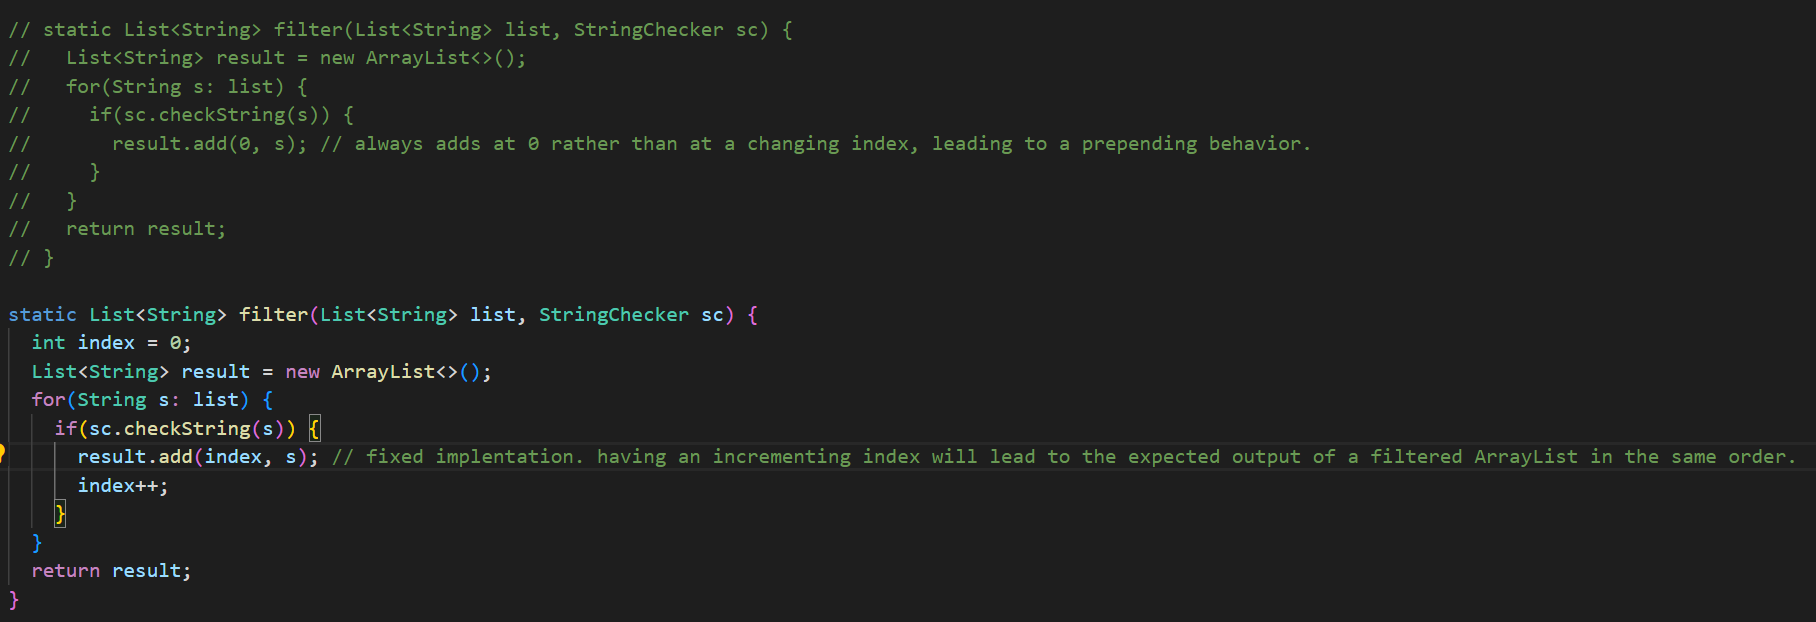 // static List<String> filter(List<String> list, StringChecker sc) {
//   List<String> result = new ArrayList<>();
//   for(String s: list) {
//     if(sc.checkString(s)) {
//       result.add(0, s); // always adds at 0 rather than at a changing index, leading to a prepending behavior.
//     }
//   }
//   return result;
// }

static List<String> filter(List<String> list, StringChecker sc) {
  int index = 0;
  List<String> result = new ArrayList<>();
  for(String s: list) {
    if(sc.checkString(s)) {
      result.add(index, s); // fixed implentation. having an incrementing index will lead to the expected output of a filtered ArrayList in the same order.
      index++;
    }
  }
  return result;
}